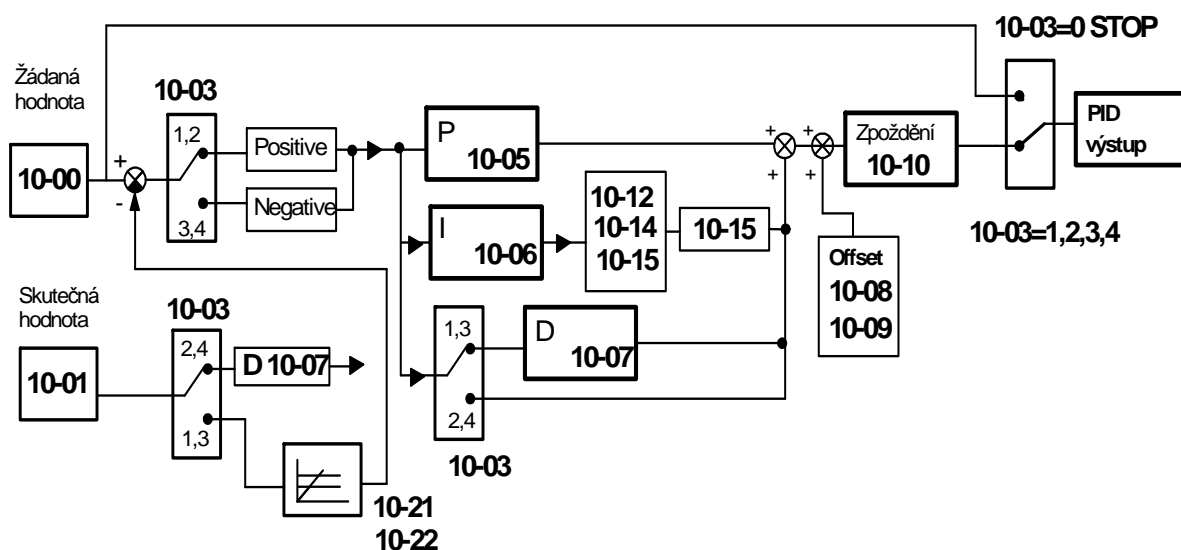 10-03=0 STOP
Žádaná
hodnota
10-03
1,2
Positive
P
10-05
+
+
Zpoždění
10-10
PID
výstup
10-00
+
-
+
+
Negative
3,4
10-12
10-14
10-15
10-15
I
10-06
10-03=1,2,3,4
Offset
10-08
10-09
Skutečná
hodnota
10-03
2,4
D 10-07
10-01
1,3
1,3
D
10-07
2,4
10-03
10-21
10-22